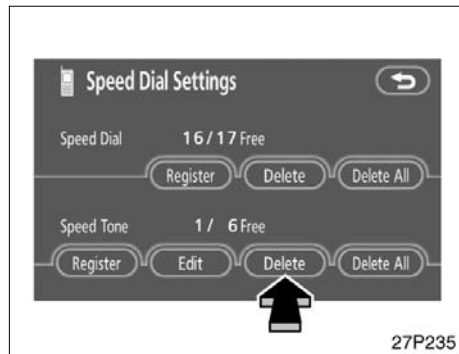 Speed Dial Settings
Speed Dial 16/17 Free
Register Delete Delete All
Speed Tone 1/ 6 Free
Register Edit Delete Delete All
27P235